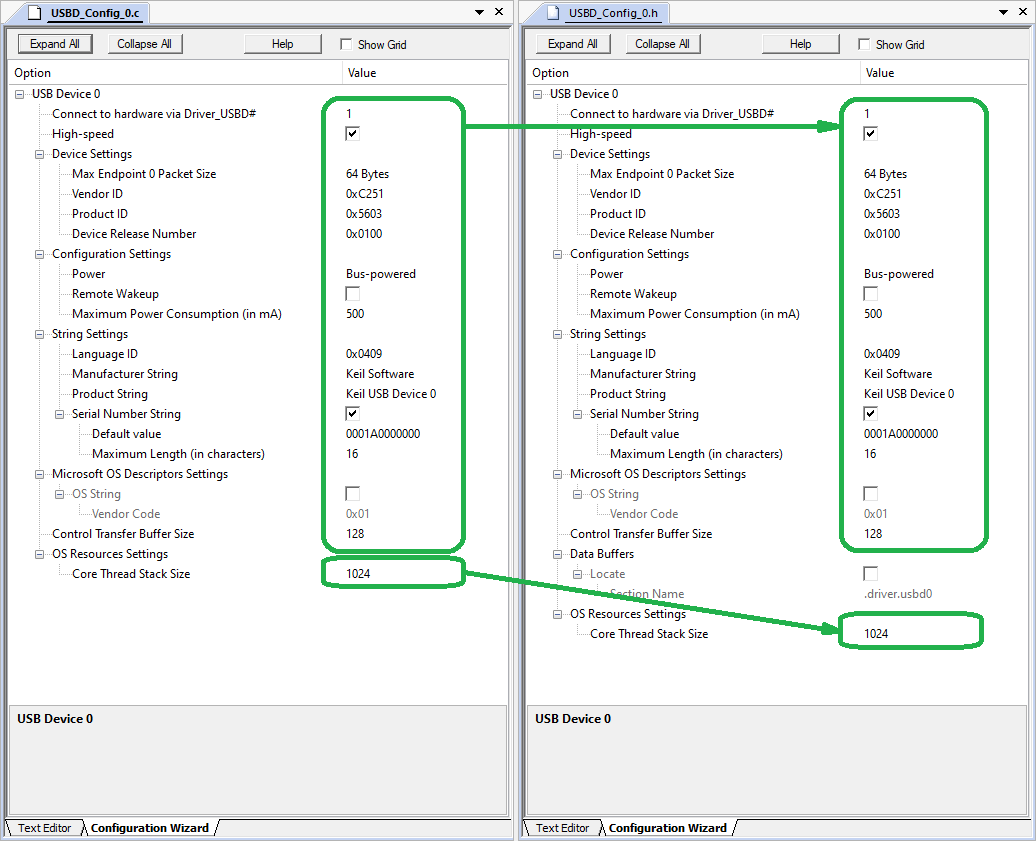 USBD_Config_0.c
Expand All Collapse All Help Show Grid
Option Value
USB Device 0
Connect to hardware via Driver_USBD# 1
High-speed
Device Settings
Max Endpoint 0 Packet Size 64 Bytes
Vendor ID 0xC251
Product ID 0x5603
Device Release Number 0x0100
Configuration Settings
Power Bus-powered
Remote Wakeup
Maximum Power Consumption (in mA) 500
String Settings
Language ID 0x0409
Manufacturer String Keil Software
Product String Keil USB Device 0
Serial Number String
Default value 0001A0000000
Maximum Length (in characters) 16
Microsoft OS Descriptors Settings
OS String
Vendor Code 0x01
Control Transfer Buffer Size 128
OS Resources Settings
Core Thread Stack Size 1024
USB Device 0
Text Editor Configuration Wizard
USBD_Config_0.h
Expand All Collapse All Help Show Grid
Option Value
USB Device 0
Connect to hardware via Driver_USBD# 1
High-speed
Device Settings
Max Endpoint 0 Packet Size 64 Bytes
Vendor ID 0xC251
Product ID 0x5603
Device Release Number 0x0100
Configuration Settings
Power Bus-powered
Remote Wakeup
Maximum Power Consumption (in mA) 500
String Settings
Language ID 0x0409
Manufacturer String Keil Software
Product String Keil USB Device 0
Serial Number String
Default value 0001A0000000
Maximum Length (in characters) 16
Microsoft OS Descriptors Settings
OS String
Vendor Code 0x01
Control Transfer Buffer Size 128
Data Buffers
Locate
Section Name .driver.usbd0
OS Resources Settings
Core Thread Stack Size 1024
USB Device 0
Text Editor Configuration Wizard